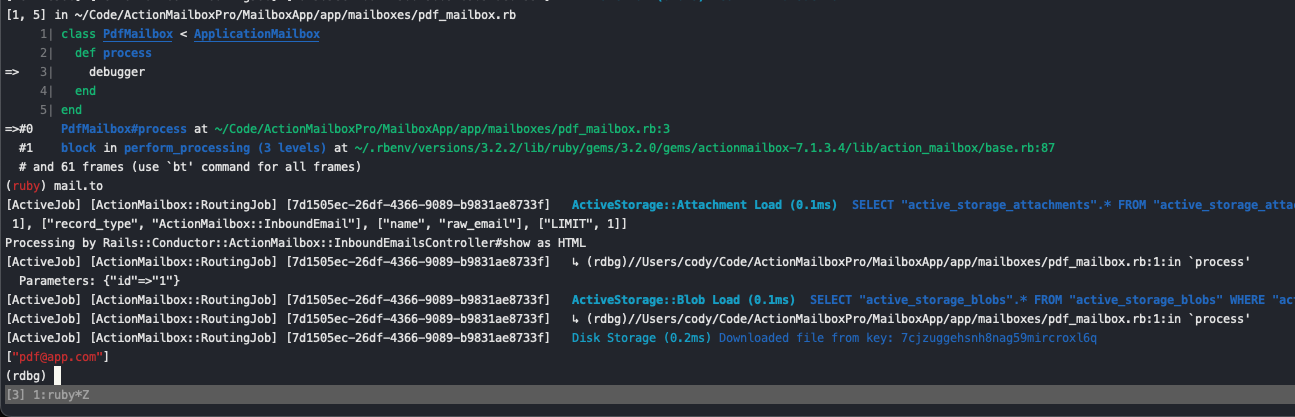 [1, 5] in ~/Code/ActionMailboxPro/MailboxApp/app/mailboxes/pdf_mailbox.rb
1| class PdfMailbox < ApplicationMailbox
2| def process
=> 3| debugger
4| end
5| end
=>#0 PdfMailbox#process at ~/Code/ActionMailboxPro/MailboxApp/app/mailboxes/pdf_mailbox.rb:3
#1 block in perform_processing (3 levels) at ~/.rbenv/versions/3.2.2/lib/ruby/gems/3.2.0/gems/actionmailbox-7.1.3.4/lib/action_mailbox/base.rb:87
# and 61 frames (use `bt' command for all frames)
(ruby) mail.to
[ActiveJob] [ActionMailbox::RoutingJob] [7d1505ec-26df-4366-9089-b9831ae8733f] ActiveStorage::Attachment Load (0.1ms) SELECT "active_storage_attachments".* FROM "active_storage_atta
1], ["record_type", "ActionMailbox::InboundEmail"], ["name", "raw_email"], ["LIMIT", 1]]
Processing by Rails::Conductor::ActionMailbox::InboundEmailsController#show as HTML
[ActiveJob] [ActionMailbox::RoutingJob] [7d1505ec-26df-4366-9089-b9831ae8733f] ↳ (rdbg)//Users/cody/Code/ActionMailboxPro/MailboxApp/app/mailboxes/pdf_mailbox.rb:1:in `process'
Parameters: {"id"=>"1"}
[ActiveJob] [ActionMailbox::RoutingJob] [7d1505ec-26df-4366-9089-b9831ae8733f] ActiveStorage::Blob Load (0.1ms) SELECT "active_storage_blobs".* FROM "active_storage_blobs" WHERE "ac
[ActiveJob] [ActionMailbox::RoutingJob] [7d1505ec-26df-4366-9089-b9831ae8733f] ↳ (rdbg)//Users/cody/Code/ActionMailboxPro/MailboxApp/app/mailboxes/pdf_mailbox.rb:1:in `process'
[ActiveJob] [ActionMailbox::RoutingJob] [7d1505ec-26df-4366-9089-b9831ae8733f] Disk Storage (0.2ms) Downloaded file from key: 7cjzuggehsnh8nag59mircroxl6q
["pdf@app.com"]
(rdbg)
[3] 1:ruby*Z